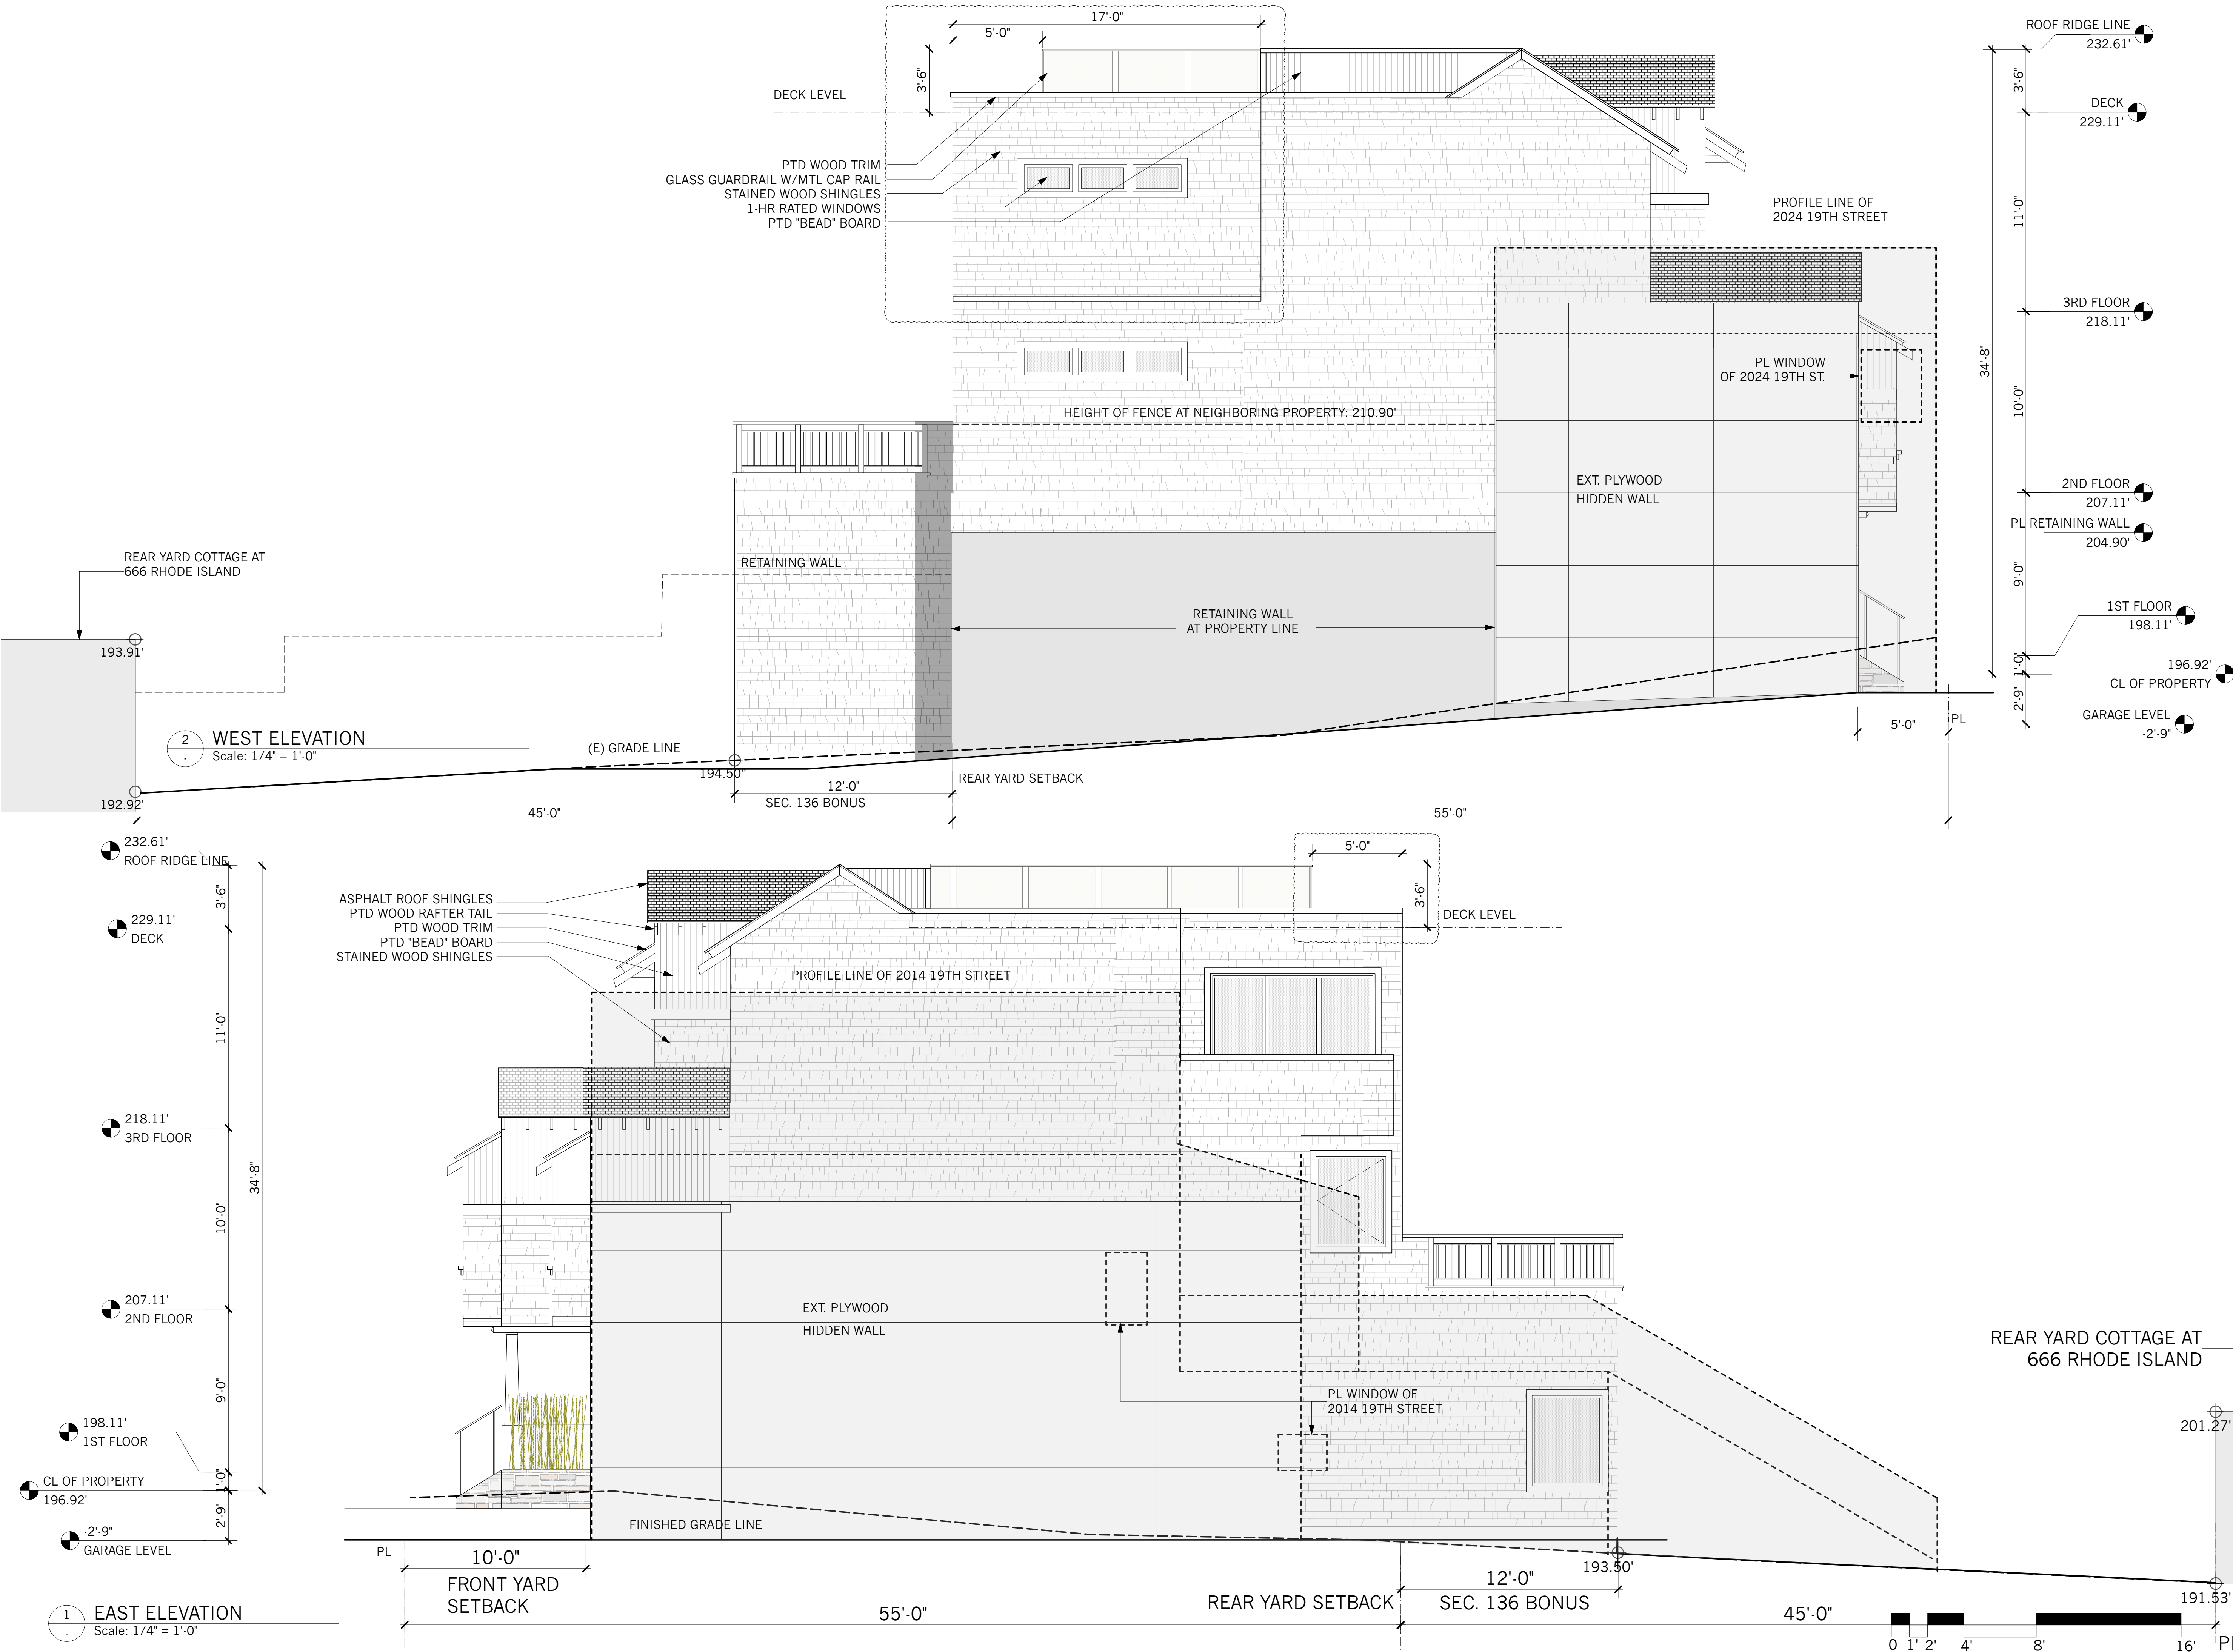 17'-0"
5'-0"
3'-6"
DECK LEVEL
PTD WOOD TRIM
GLASS GUARDRAIL W/MTL CAP RAIL
STAINED WOOD SHINGLES
1-HR RATED WINDOWS
PTD "BEAD" BOARD
PROFILE LINE OF
2024 19TH STREET
ROOF RIDGE LINE
232.61'
3'-6"
DECK
229.11'
11'-0"
3RD FLOOR
218.11'
34'-8"
10'-0"
2ND FLOOR
207.11'
PL RETAINING WALL
204.90'
9'-0"
1ST FLOOR
198.11'
1'-0"
196.92'
CL OF PROPERTY
2'-9"
GARAGE LEVEL
-2'-9"
PL WINDOW
OF 2024 19TH ST.
HEIGHT OF FENCE AT NEIGHBORING PROPERTY: 210.90'
EXT. PLYWOOD
HIDDEN WALL
REAR YARD COTTAGE AT
666 RHODE ISLAND
RETAINING WALL
RETAINING WALL
AT PROPERTY LINE
193.91'
5'-0"
PL
2
.
WEST ELEVATION
Scale: 1/4" = 1'-0"
(E) GRADE LINE
194.50"
REAR YARD SETBACK
12'-0"
SEC. 136 BONUS
192.92'
45'-0"
55'-0"
232.61'
ROOF RIDGE LINE
3'-6"
229.11'
DECK
11'-0"
218.11'
3RD FLOOR
34'-8"
10'-0"
207.11'
2ND FLOOR
9'-0"
198.11'
1ST FLOOR
1'-0"
CL OF PROPERTY
196.92'
2'-9"
-2'-9"
GARAGE LEVEL
ASPHALT ROOF SHINGLES
PTD WOOD RAFTER TAIL
PTD WOOD TRIM
PTD "BEAD" BOARD
STAINED WOOD SHINGLES
5'-0"
3'-6"
DECK LEVEL
PROFILE LINE OF 2014 19TH STREET
EXT. PLYWOOD
HIDDEN WALL
PL WINDOW OF
2014 19TH STREET
REAR YARD COTTAGE AT
666 RHODE ISLAND
201.27'
FINISHED GRADE LINE
PL
10'-0"
FRONT YARD
SETBACK
193.50'
12'-0"
REAR YARD SETBACK
SEC. 136 BONUS
191.53'
1
.
EAST ELEVATION
Scale: 1/4" = 1'-0"
55'-0"
45'-0"
0 1' 2' 4' 8' 16'